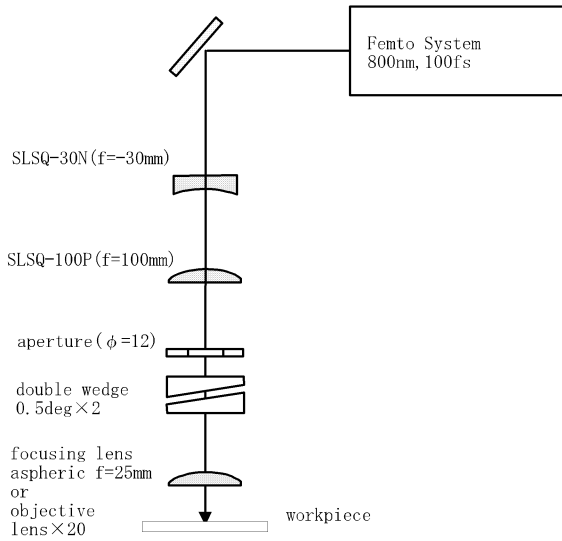 Femto System
800nm, 100fs
SLSQ-30N(f=-30mm)
SLSQ-100P(f=100mm)
aperture(ϕ=12)
double wedge
0.5deg×2
focusing lens
aspheric f=25mm
or
objective
lens×20
workpiece